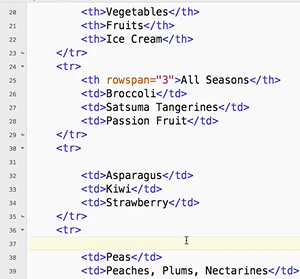 20 <th>Vegetables</th>
21 <th>Fruits</th>
22 <th>Ice Cream</th>
23 </tr>
24 <tr>
25 <th rowspan="3">All Seasons</th>
26 <td>Broccoli</td>
27 <td>Satsuma Tangerines</td>
28 <td>Passion Fruit</td>
29 </tr>
30 <tr>
31
32 <td>Asparagus</td>
33 <td>Kiwi</td>
34 <td>Strawberry</td>
35 </tr>
36 <tr>
37
38 <td>Peas</td>
39 <td>Peaches, Plums, Nectarines</td>